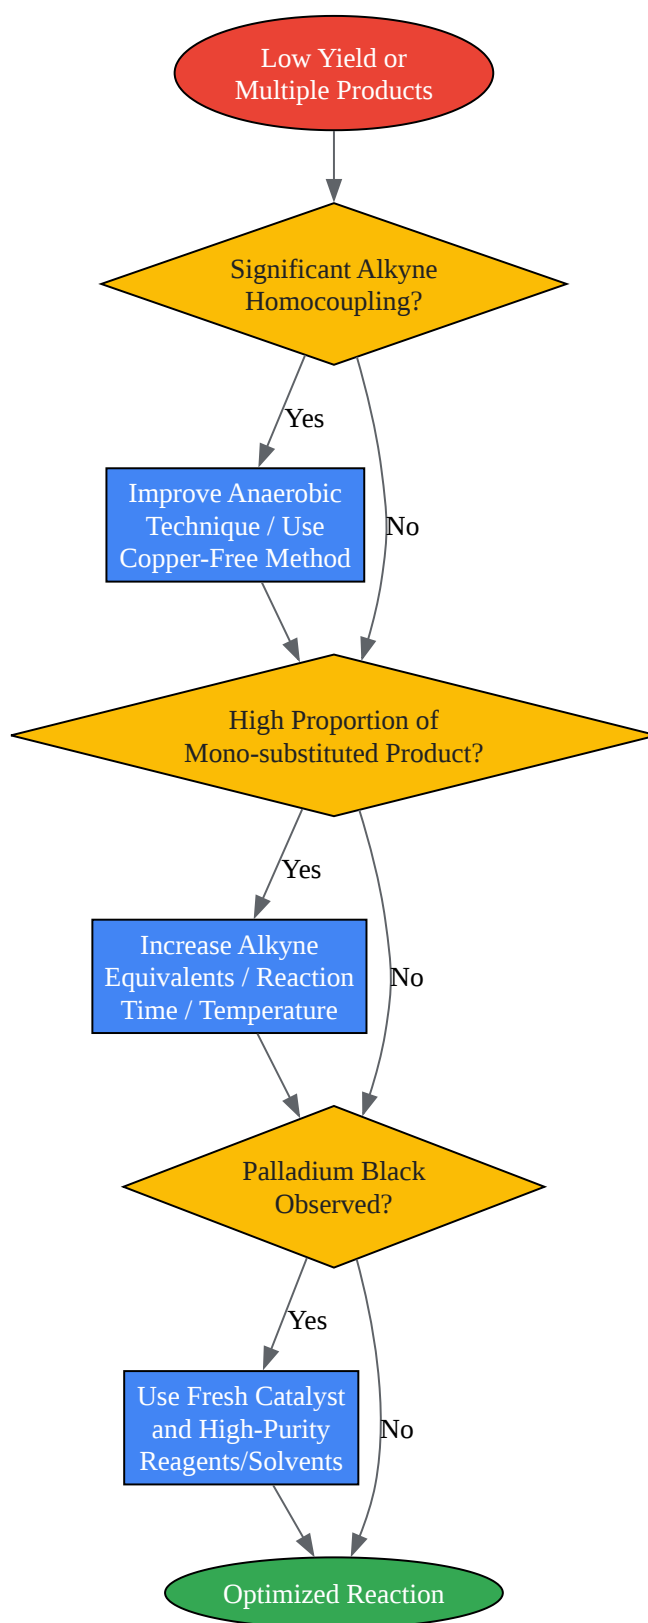 Low Yield or
Multiple Products
Significant Alkyne
Homocoupling?
Yes
Improve Anaerobic
Technique / Use
Copper-Free Method
No
High Proportion of
Mono-substituted Product?
Yes
Increase Alkyne
Equivalents / Reaction
Time / Temperature
No
Palladium Black
Observed?
Yes
Use Fresh Catalyst
and High-Purity
Reagents/Solvents
No
Optimized Reaction